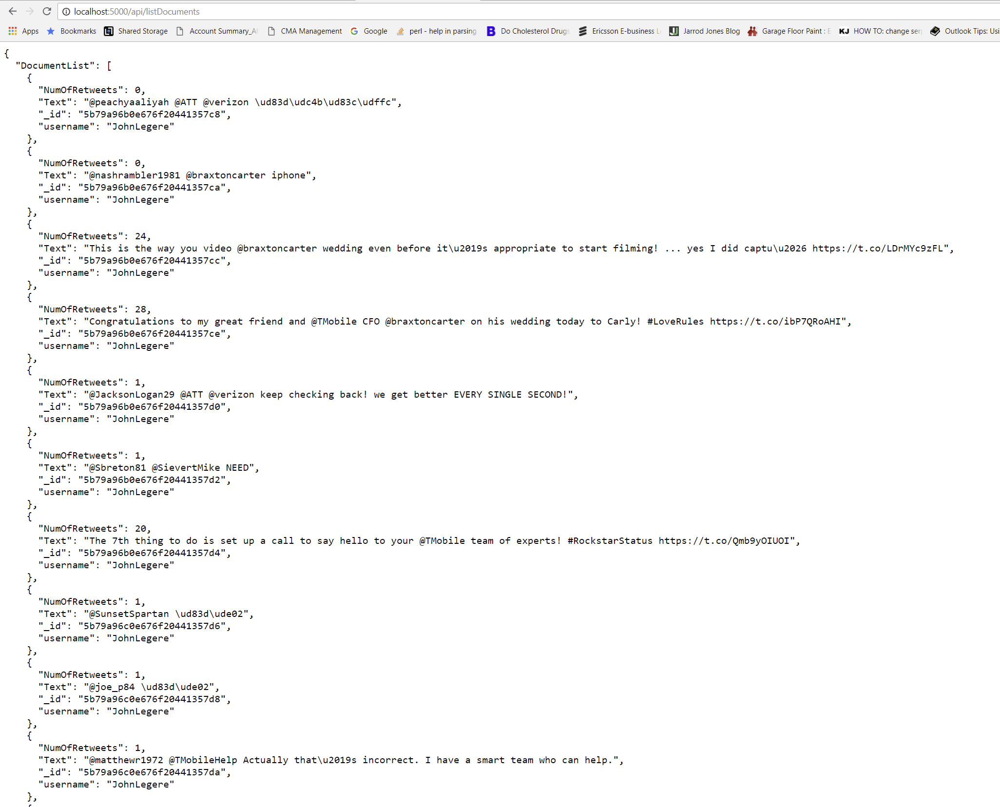 localhost:5000/api/listDocuments
Apps Bookmarks Shared Storage Account Summary_A CMA Management Google perl - help in parsing Do Cholesterol Drugs Ericsson E-business L Jarrod Jones Blog Garage Floor Paint : E KJ HOW TO: change ser Outlook Tips: Usi
{
  "DocumentList": [
    {
      "NumOfRetweets": 0,
      "Text": "@peachyaaliyah @ATT @verizon \ud83d\udc4b\ud83c\udffc",
      "_id": "5b79a96b0e676f20441357c8",
      "username": "JohnLegere"
    },
    {
      "NumOfRetweets": 0,
      "Text": "@nashrambler1981 @braxtoncarter iphone",
      "_id": "5b79a96b0e676f20441357ca",
      "username": "JohnLegere"
    },
    {
      "NumOfRetweets": 24,
      "Text": "This is the way you video @braxtoncarter wedding even before it\u2019s appropriate to start filming! ... yes I did captu\u2026 https://t.co/LDrMYc9zFL",
      "_id": "5b79a96b0e676f20441357cc",
      "username": "JohnLegere"
    },
    {
      "NumOfRetweets": 28,
      "Text": "Congratulations to my great friend and @TMobile CFO @braxtoncarter on his wedding today to Carly! #LoveRules https://t.co/ibP7QRoAHI",
      "_id": "5b79a96b0e676f20441357ce",
      "username": "JohnLegere"
    },
    {
      "NumOfRetweets": 1,
      "Text": "@JacksonLogan29 @ATT @verizon keep checking back! we get better EVERY SINGLE SECOND!",
      "_id": "5b79a96b0e676f20441357d0",
      "username": "JohnLegere"
    },
    {
      "NumOfRetweets": 1,
      "Text": "@Sbreton81 @SievertMike NEED",
      "_id": "5b79a96b0e676f20441357d2",
      "username": "JohnLegere"
    },
    {
      "NumOfRetweets": 20,
      "Text": "The 7th thing to do is set up a call to say hello to your @TMobile team of experts! #RockstarStatus https://t.co/Qmb9yOIUOI",
      "_id": "5b79a96b0e676f20441357d4",
      "username": "JohnLegere"
    },
    {
      "NumOfRetweets": 1,
      "Text": "@SunsetSpartan \ud83d\ude02",
      "_id": "5b79a96c0e676f20441357d6",
      "username": "JohnLegere"
    },
    {
      "NumOfRetweets": 1,
      "Text": "@joe_p84 \ud83d\ude02",
      "_id": "5b79a96c0e676f20441357d8",
      "username": "JohnLegere"
    },
    {
      "NumOfRetweets": 1,
      "Text": "@matthewr1972 @TMobileHelp Actually that\u2019s incorrect. I have a smart team who can help.",
      "_id": "5b79a96c0e676f20441357da",
      "username": "JohnLegere"
    },
    {